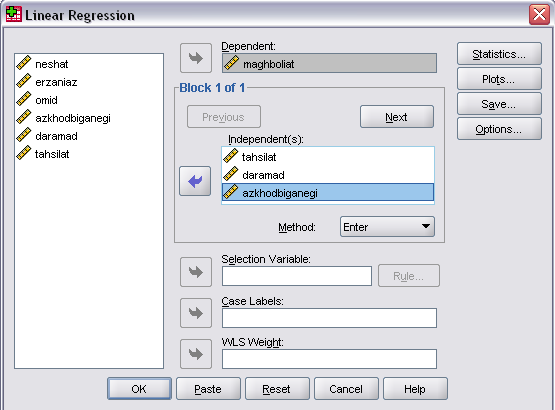 Linear Regression
neshat
erzaniaz
omid
azkhodbiganegi
daramad
tahsilat
Dependent:
maghboliat
Block 1 of 1
Previous
Next
Independent(s):
tahsilat
daramad
azkhodbiganegi
Method:
Enter
Selection Variable:
Rule...
Case Labels:
WLS Weight:
Statistics...
Plots...
Save...
Options...
OK
Paste
Reset
Cancel
Help